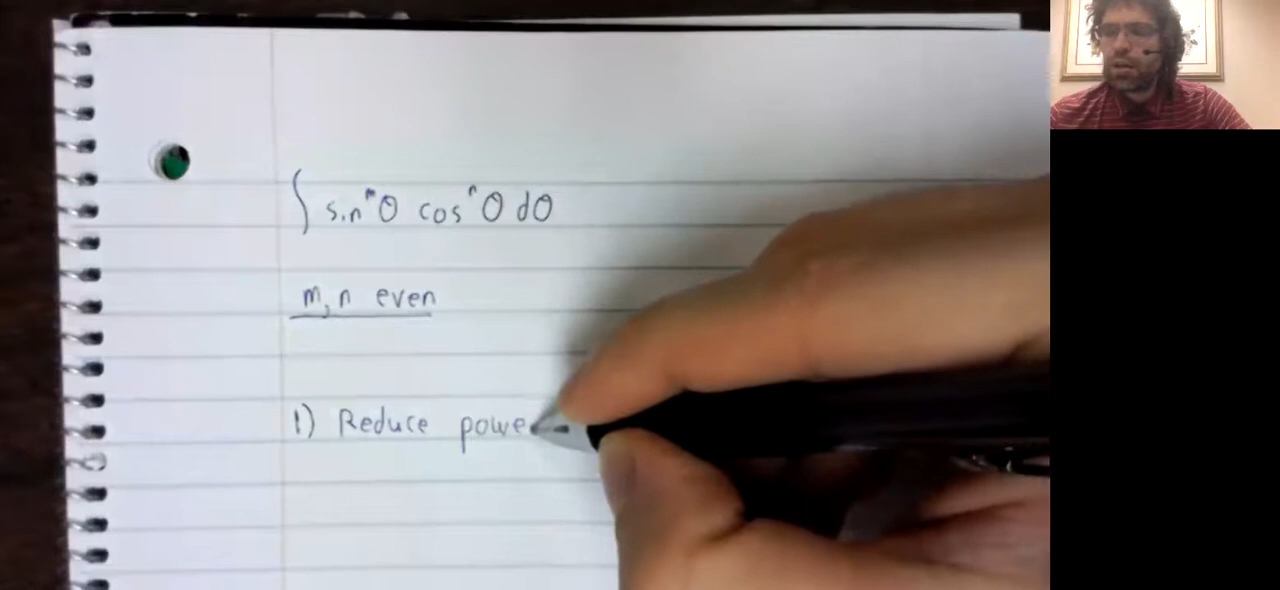 ∫ sin^m θ cos^n θ dθ
m, n even
1) Reduce powe